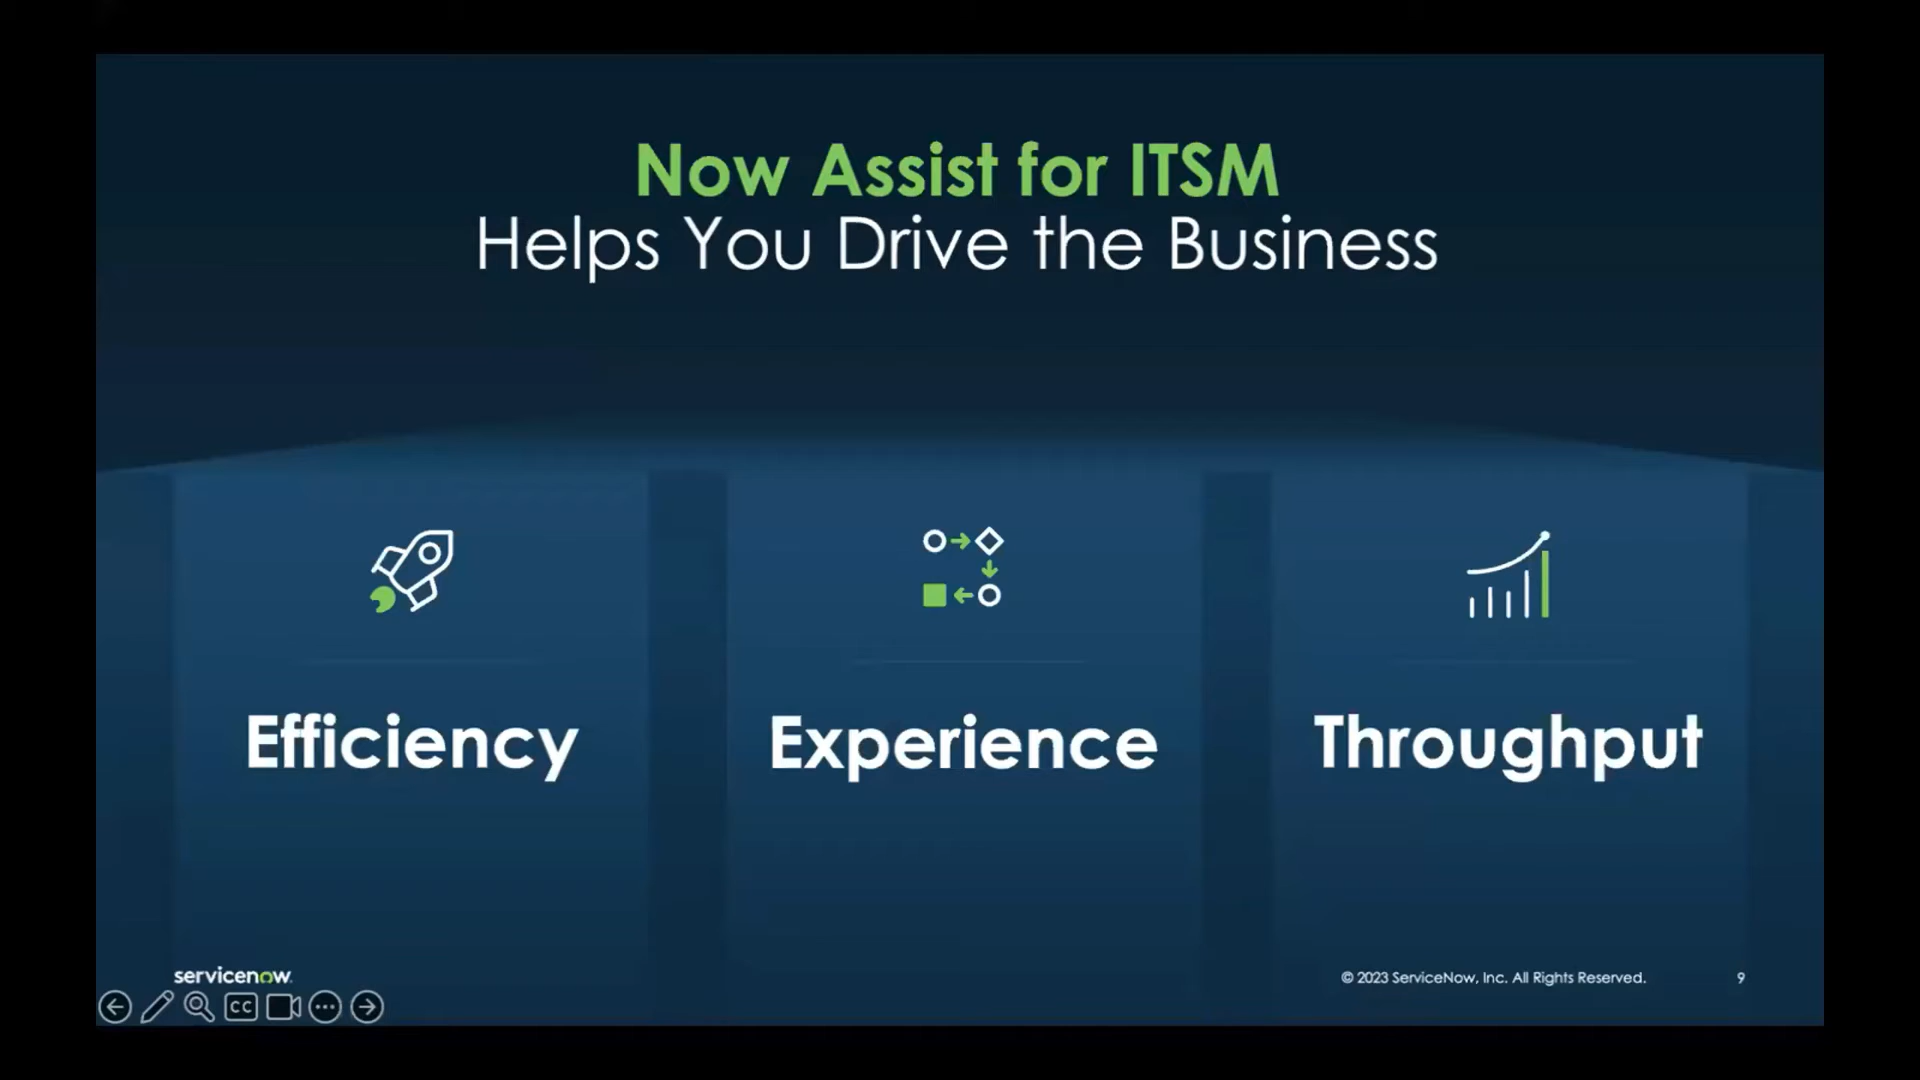 Now Assist for ITSM
Helps You Drive the Business
Efficiency
Experience
Throughput
servicenow.
© 2023 ServiceNow, Inc. All Rights Reserved.
9
CC